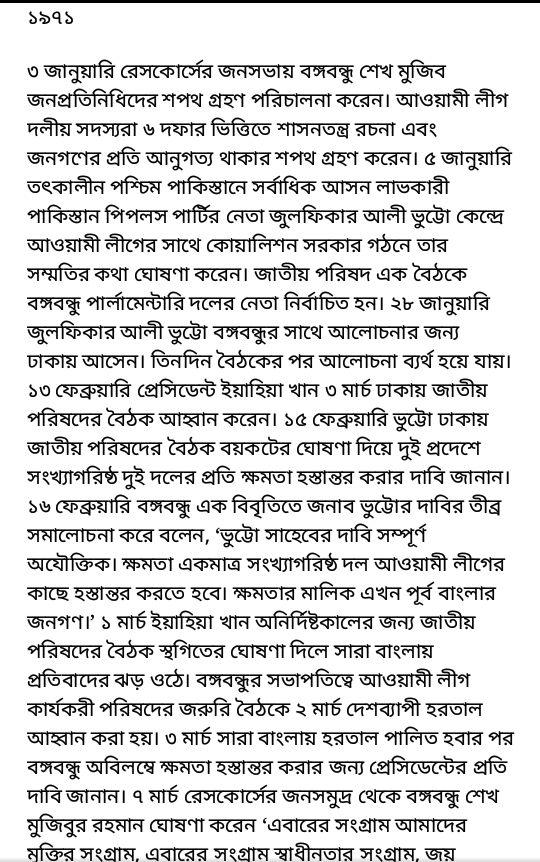 ১৯৭১
৩ জানুয়ারি রেসকোর্সের জনসভায় বঙ্গবন্ধু শেখ মুজিব
জনপ্রতিনিধিদের শপথ গ্রহণ পরিচালনা করেন। আওয়ামী লীগ
দলীয় সদস্যরা ৬ দফার ভিত্তিতে শাসনতন্ত্র রচনা এবং
জনগণের প্রতি আনুগত্য থাকার শপথ গ্রহণ করেন। ৫ জানুয়ারি
তৎকালীন পশ্চিম পাকিস্তানে সর্বাধিক আসন লাভকারী
পাকিস্তান পিপলস পার্টির নেতা জুলফিকার আলী ভুট্টো কেন্দ্রে
আওয়ামী লীগের সাথে কোয়ালিশন সরকার গঠনে তার
সম্মতির কথা ঘোষণা করেন। জাতীয় পরিষদ এক বৈঠকে
বঙ্গবন্ধু পার্লামেন্টারি দলের নেতা নির্বাচিত হন। ২৮ জানুয়ারি
জুলফিকার আলী ভুট্টো বঙ্গবন্ধুর সাথে আলোচনার জন্য
ঢাকায় আসেন। তিনদিন বৈঠকের পর আলোচনা ব্যর্থ হয়ে যায়।
১৩ ফেব্রুয়ারি প্রেসিডেন্ট ইয়াহিয়া খান ৩ মার্চ ঢাকায় জাতীয়
পরিষদের বৈঠক আহ্বান করেন। ১৫ ফেব্রুয়ারি ভুট্টো ঢাকায়
জাতীয় পরিষদের বৈঠক বয়কটের ঘোষণা দিয়ে দুই প্রদেশে
সংখ্যাগরিষ্ঠ দুই দলের প্রতি ক্ষমতা হস্তান্তর করার দাবি জানান।
১৬ ফেব্রুয়ারি বঙ্গবন্ধু এক বিবৃতিতে জনাব ভুট্টোর দাবির তীব্র
সমালোচনা করে বলেন, ‘ভুট্টো সাহেবের দাবি সম্পূর্ণ
অযৌক্তিক। ক্ষমতা একমাত্র সংখ্যাগরিষ্ঠ দল আওয়ামী লীগের
কাছে হস্তান্তর করতে হবে। ক্ষমতার মালিক এখন পূর্ব বাংলার
জনগণ।’ ১ মার্চ ইয়াহিয়া খান অনির্দিষ্টকালের জন্য জাতীয়
পরিষদের বৈঠক স্থগিতের ঘোষণা দিলে সারা বাংলায়
প্রতিবাদের ঝড় ওঠে। বঙ্গবন্ধুর সভাপতিত্বে আওয়ামী লীগ
কার্যকরী পরিষদের জরুরি বৈঠকে ২ মার্চ দেশব্যাপী হরতাল
আহ্বান করা হয়। ৩ মার্চ সারা বাংলায় হরতাল পালিত হবার পর
বঙ্গবন্ধু অবিলম্বে ক্ষমতা হস্তান্তর করার জন্য প্রেসিডেন্টের প্রতি
দাবি জানান। ৭ মার্চ রেসকোর্সের জনসমুদ্র থেকে বঙ্গবন্ধু শেখ
মুজিবুর রহমান ঘোষণা করেন ‘এবারের সংগ্রাম আমাদের
মুক্তির সংগ্রাম, এবারের সংগ্রাম স্বাধীনতার সংগ্রাম, জয়